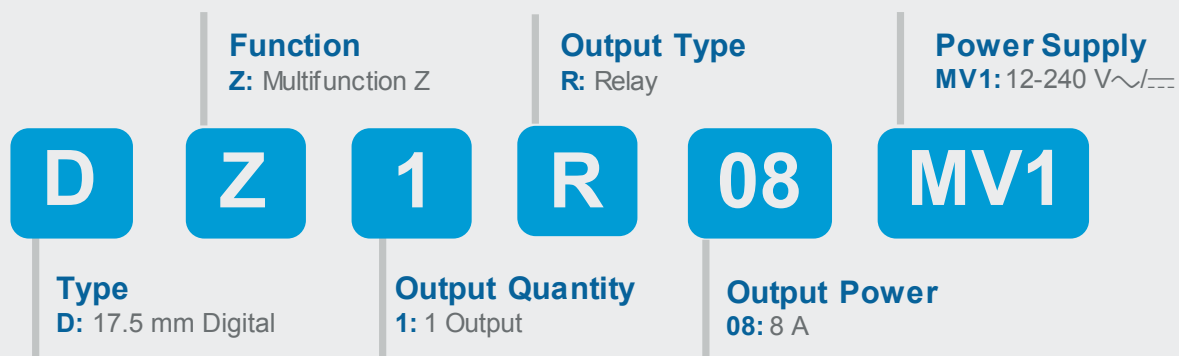 Function
Z: Multifunction Z
Output Type
R: Relay
Power Supply
MV1: 12-240 V~/⎓
D Z 1 R 08 MV1
Type
D: 17.5 mm Digital
Output Quantity
1: 1 Output
Output Power
08: 8 A